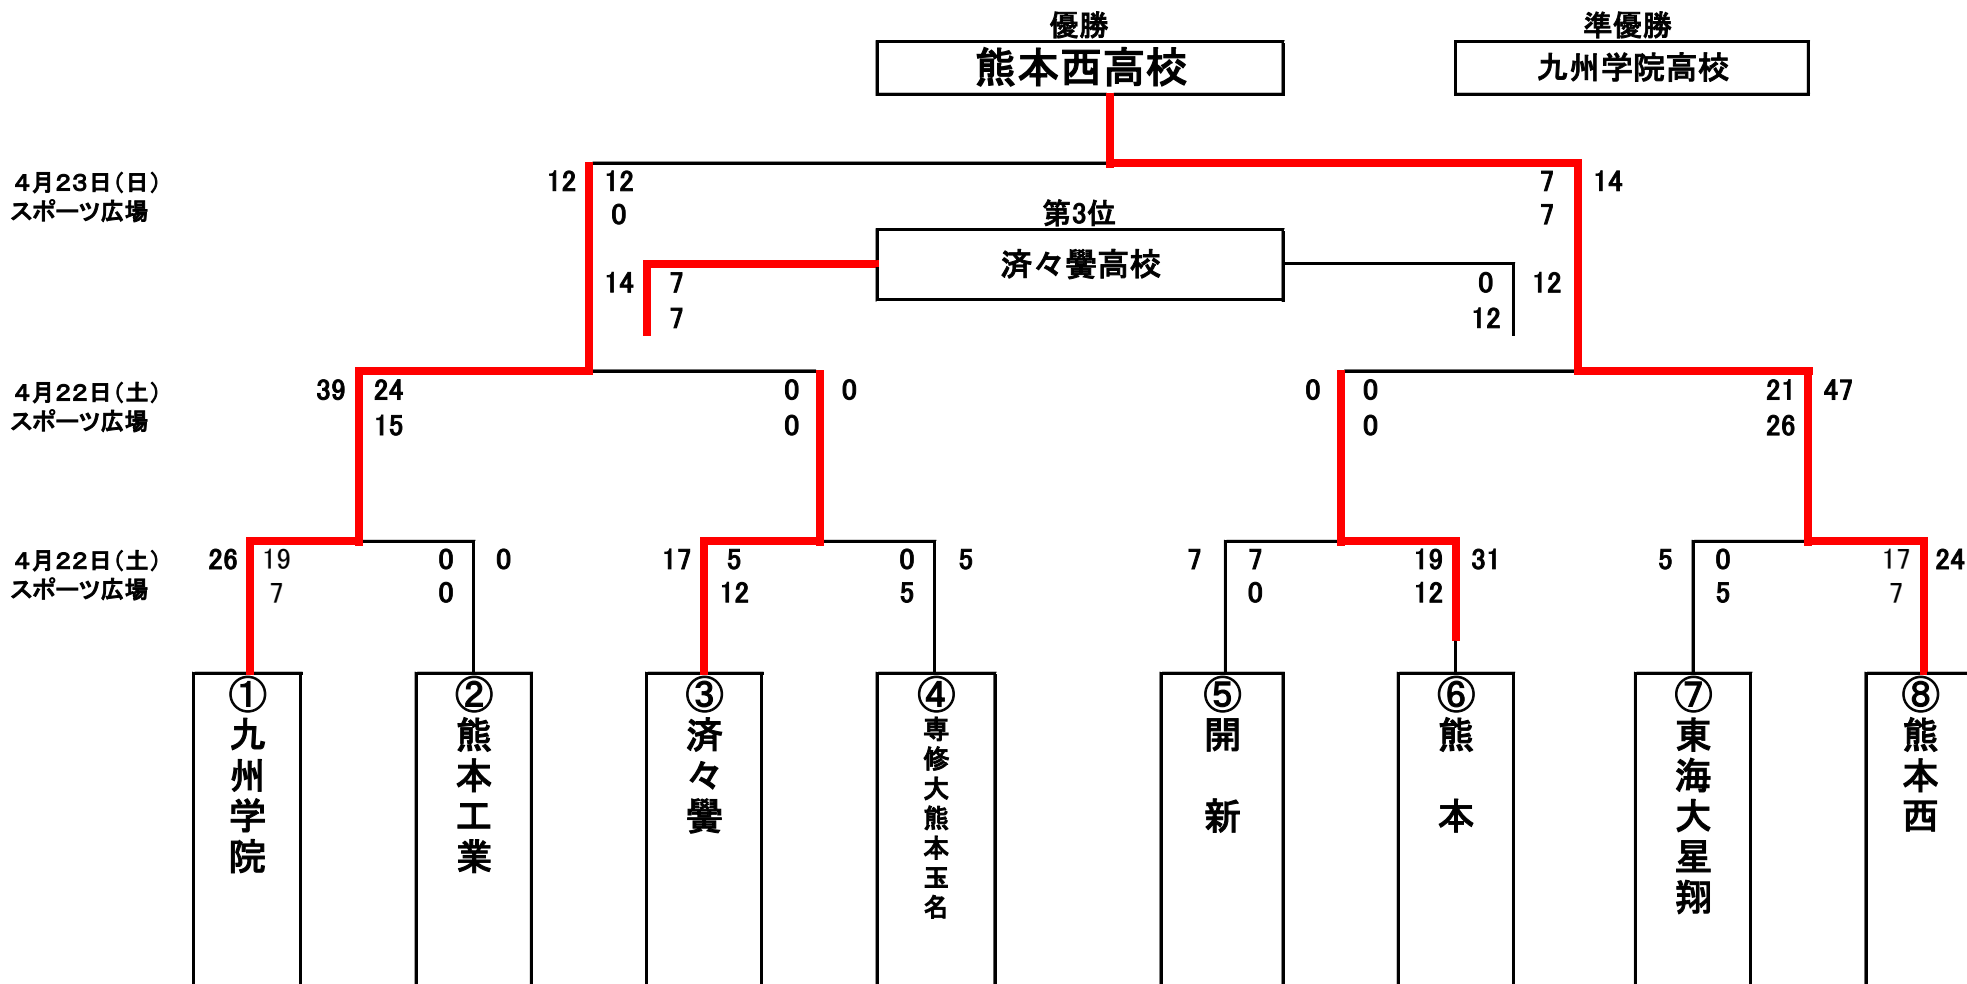 優勝 準優勝
熊本西高校 九州学院高校
4月23日(日) 12 12 7 14
スポーツ広場 0 7
第3位
済々黌高校
14 7 0 12
7 12
4月22日(土) 39 24 0 0 0 0 21 47
スポーツ広場 15 0 0 26
4月22日(土) 26 19 0 0 17 5 0 5 7 7 19 31 5 0 17 24
スポーツ広場 7 0 12 5 0 12 5 7
①九州学院
②熊本工業
③済々黌
④専修大熊本玉名
⑤開 新
⑥熊 本
⑦東海大星翔
⑧熊本西